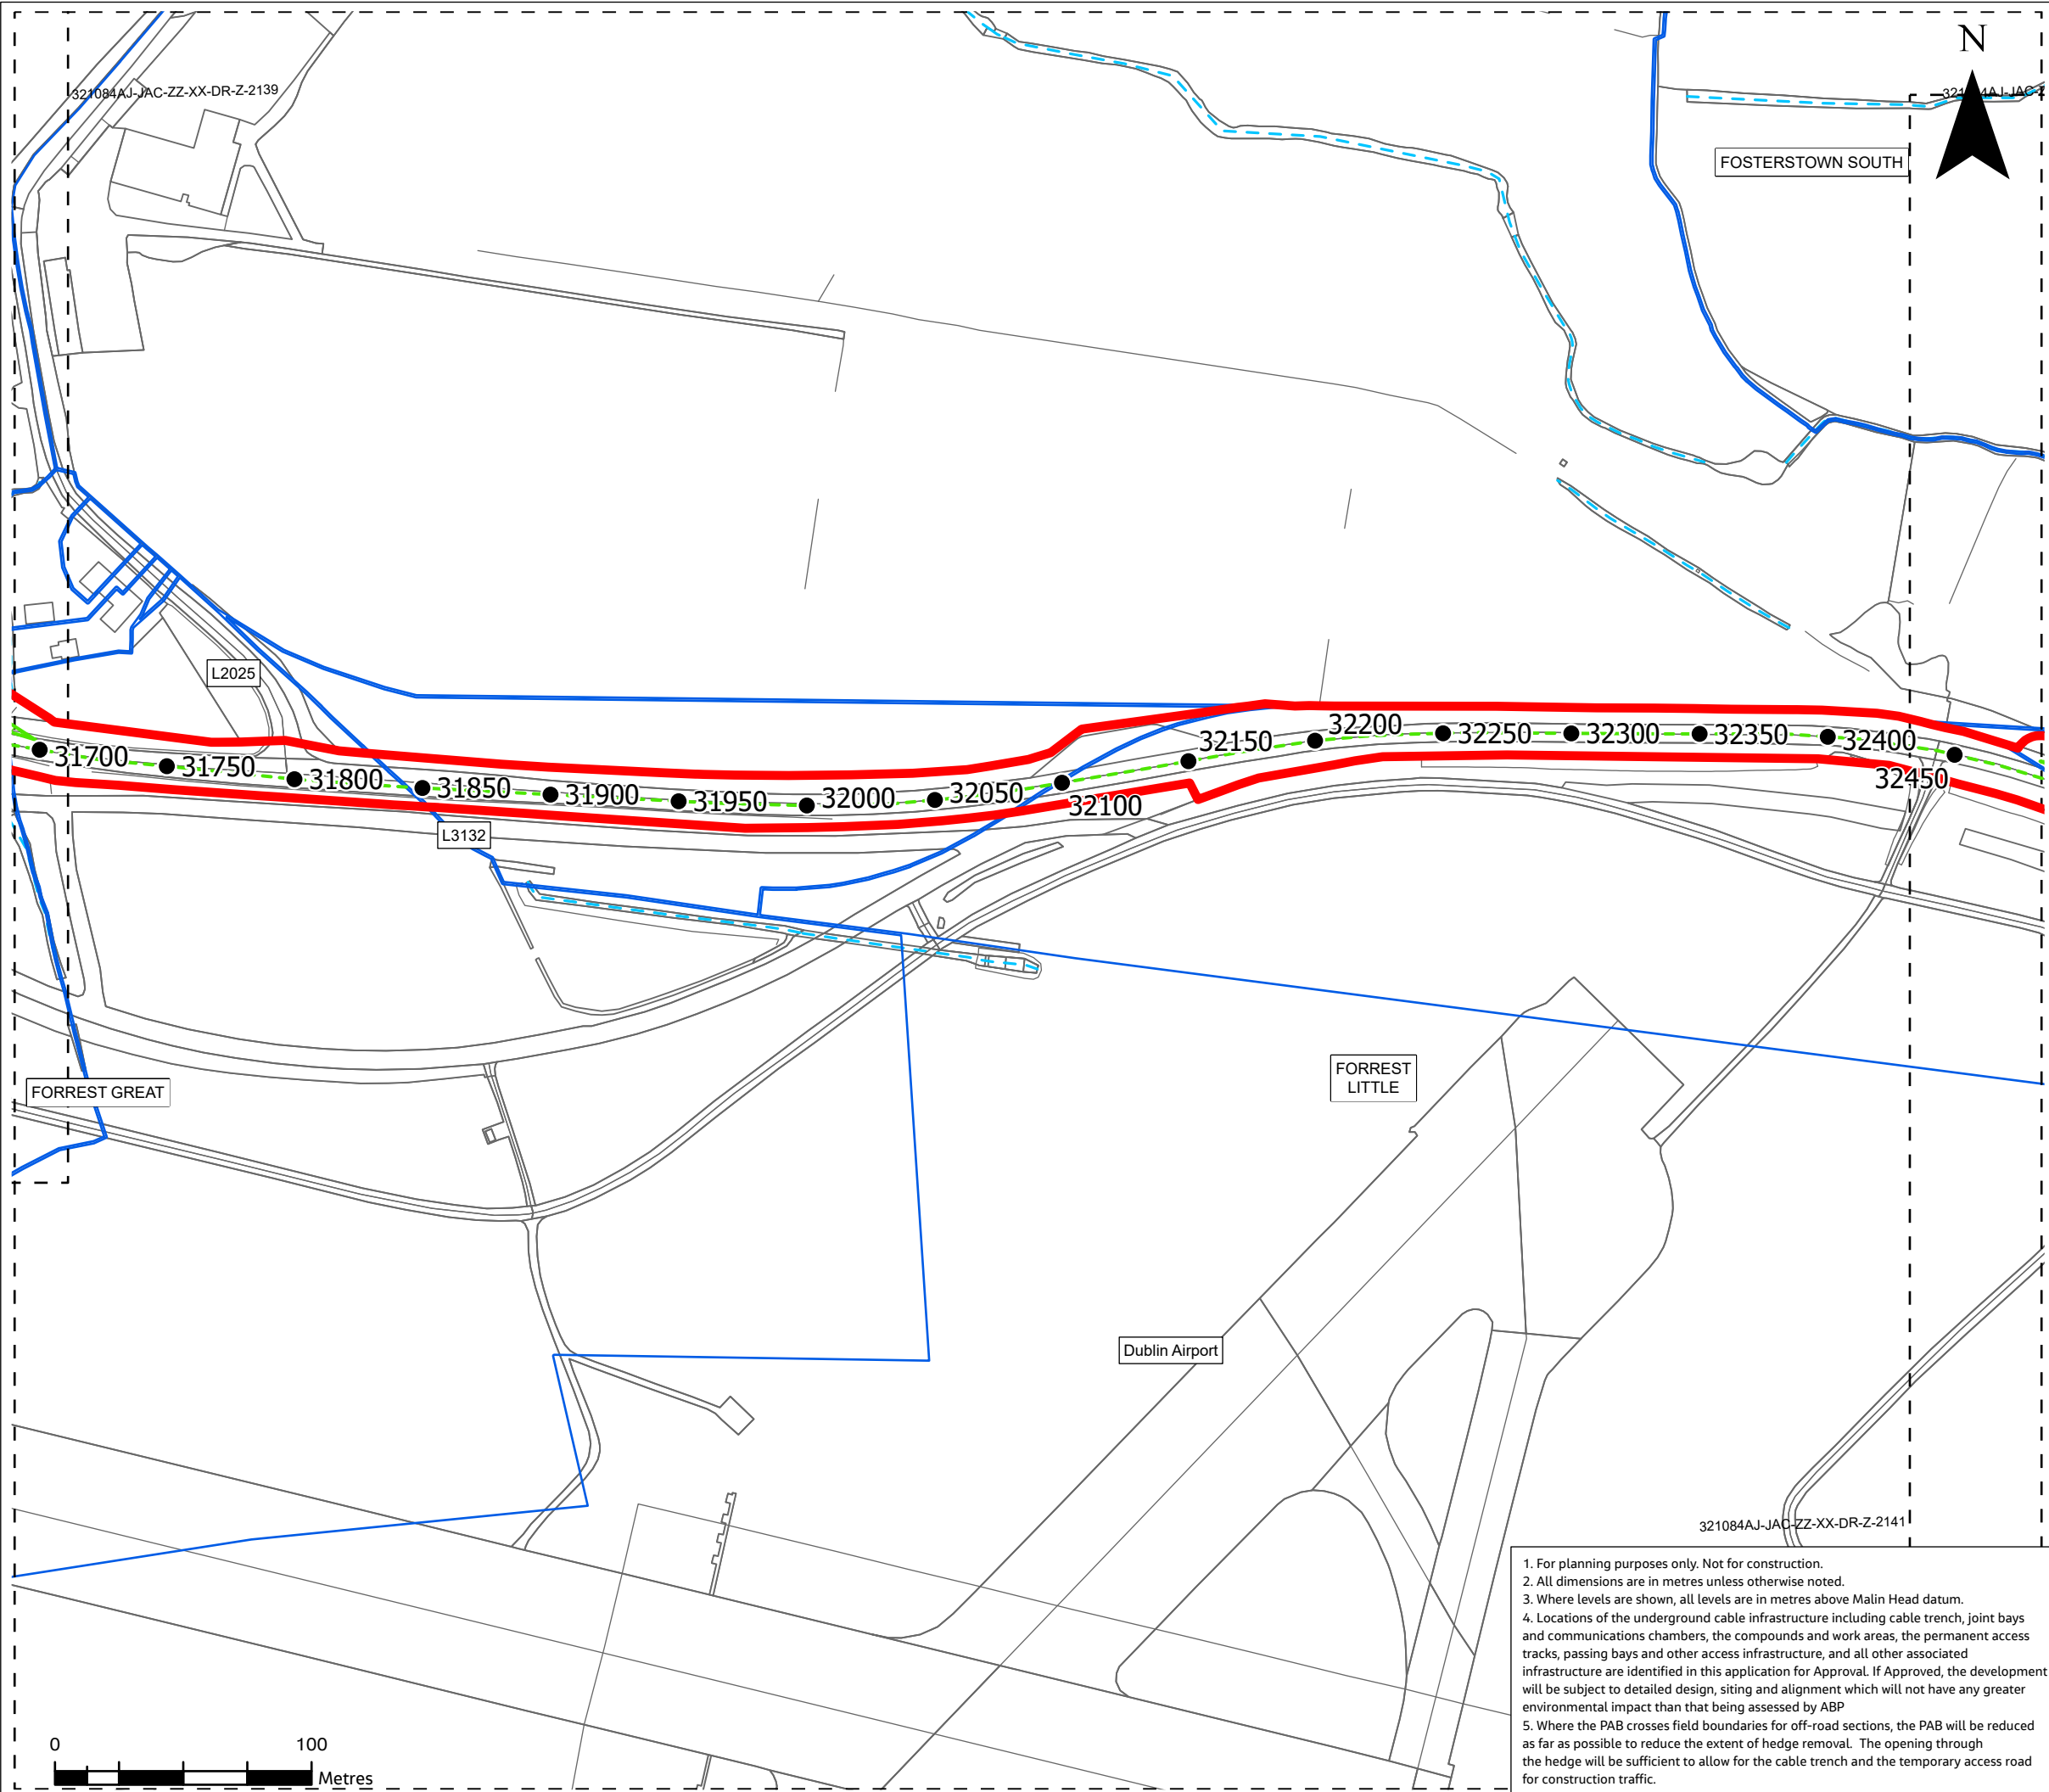 321084AJ-JAC-ZZ-XX-DR-Z-2139
N
FOSTERSTOWN SOUTH
L2025
31700
31750
31800
31850
31900
31950
32000
32050
32100
32150
32200
32250
32300
32350
32400
32450
L3132
FORREST GREAT
FORREST
LITTLE
Dublin Airport
321084AJ-JAC-ZZ-XX-DR-Z-2141
1. For planning purposes only. Not for construction.
2. All dimensions are in metres unless otherwise noted.
3. Where levels are shown, all levels are in metres above Malin Head datum.
4. Locations of the underground cable infrastructure including cable trench, joint bays
and communications chambers, the compounds and work areas, the permanent access
tracks, passing bays and other access infrastructure, and all other associated
infrastructure are identified in this application for Approval. If Approved, the development
will be subject to detailed design, siting and alignment which will not have any greater
environmental impact than that being assessed by ABP
5. Where the PAB crosses field boundaries for off-road sections, the PAB will be reduced
as far as possible to reduce the extent of hedge removal. The opening through
the hedge will be sufficient to allow for the cable trench and the temporary access road
for construction traffic.
0 100
Metres